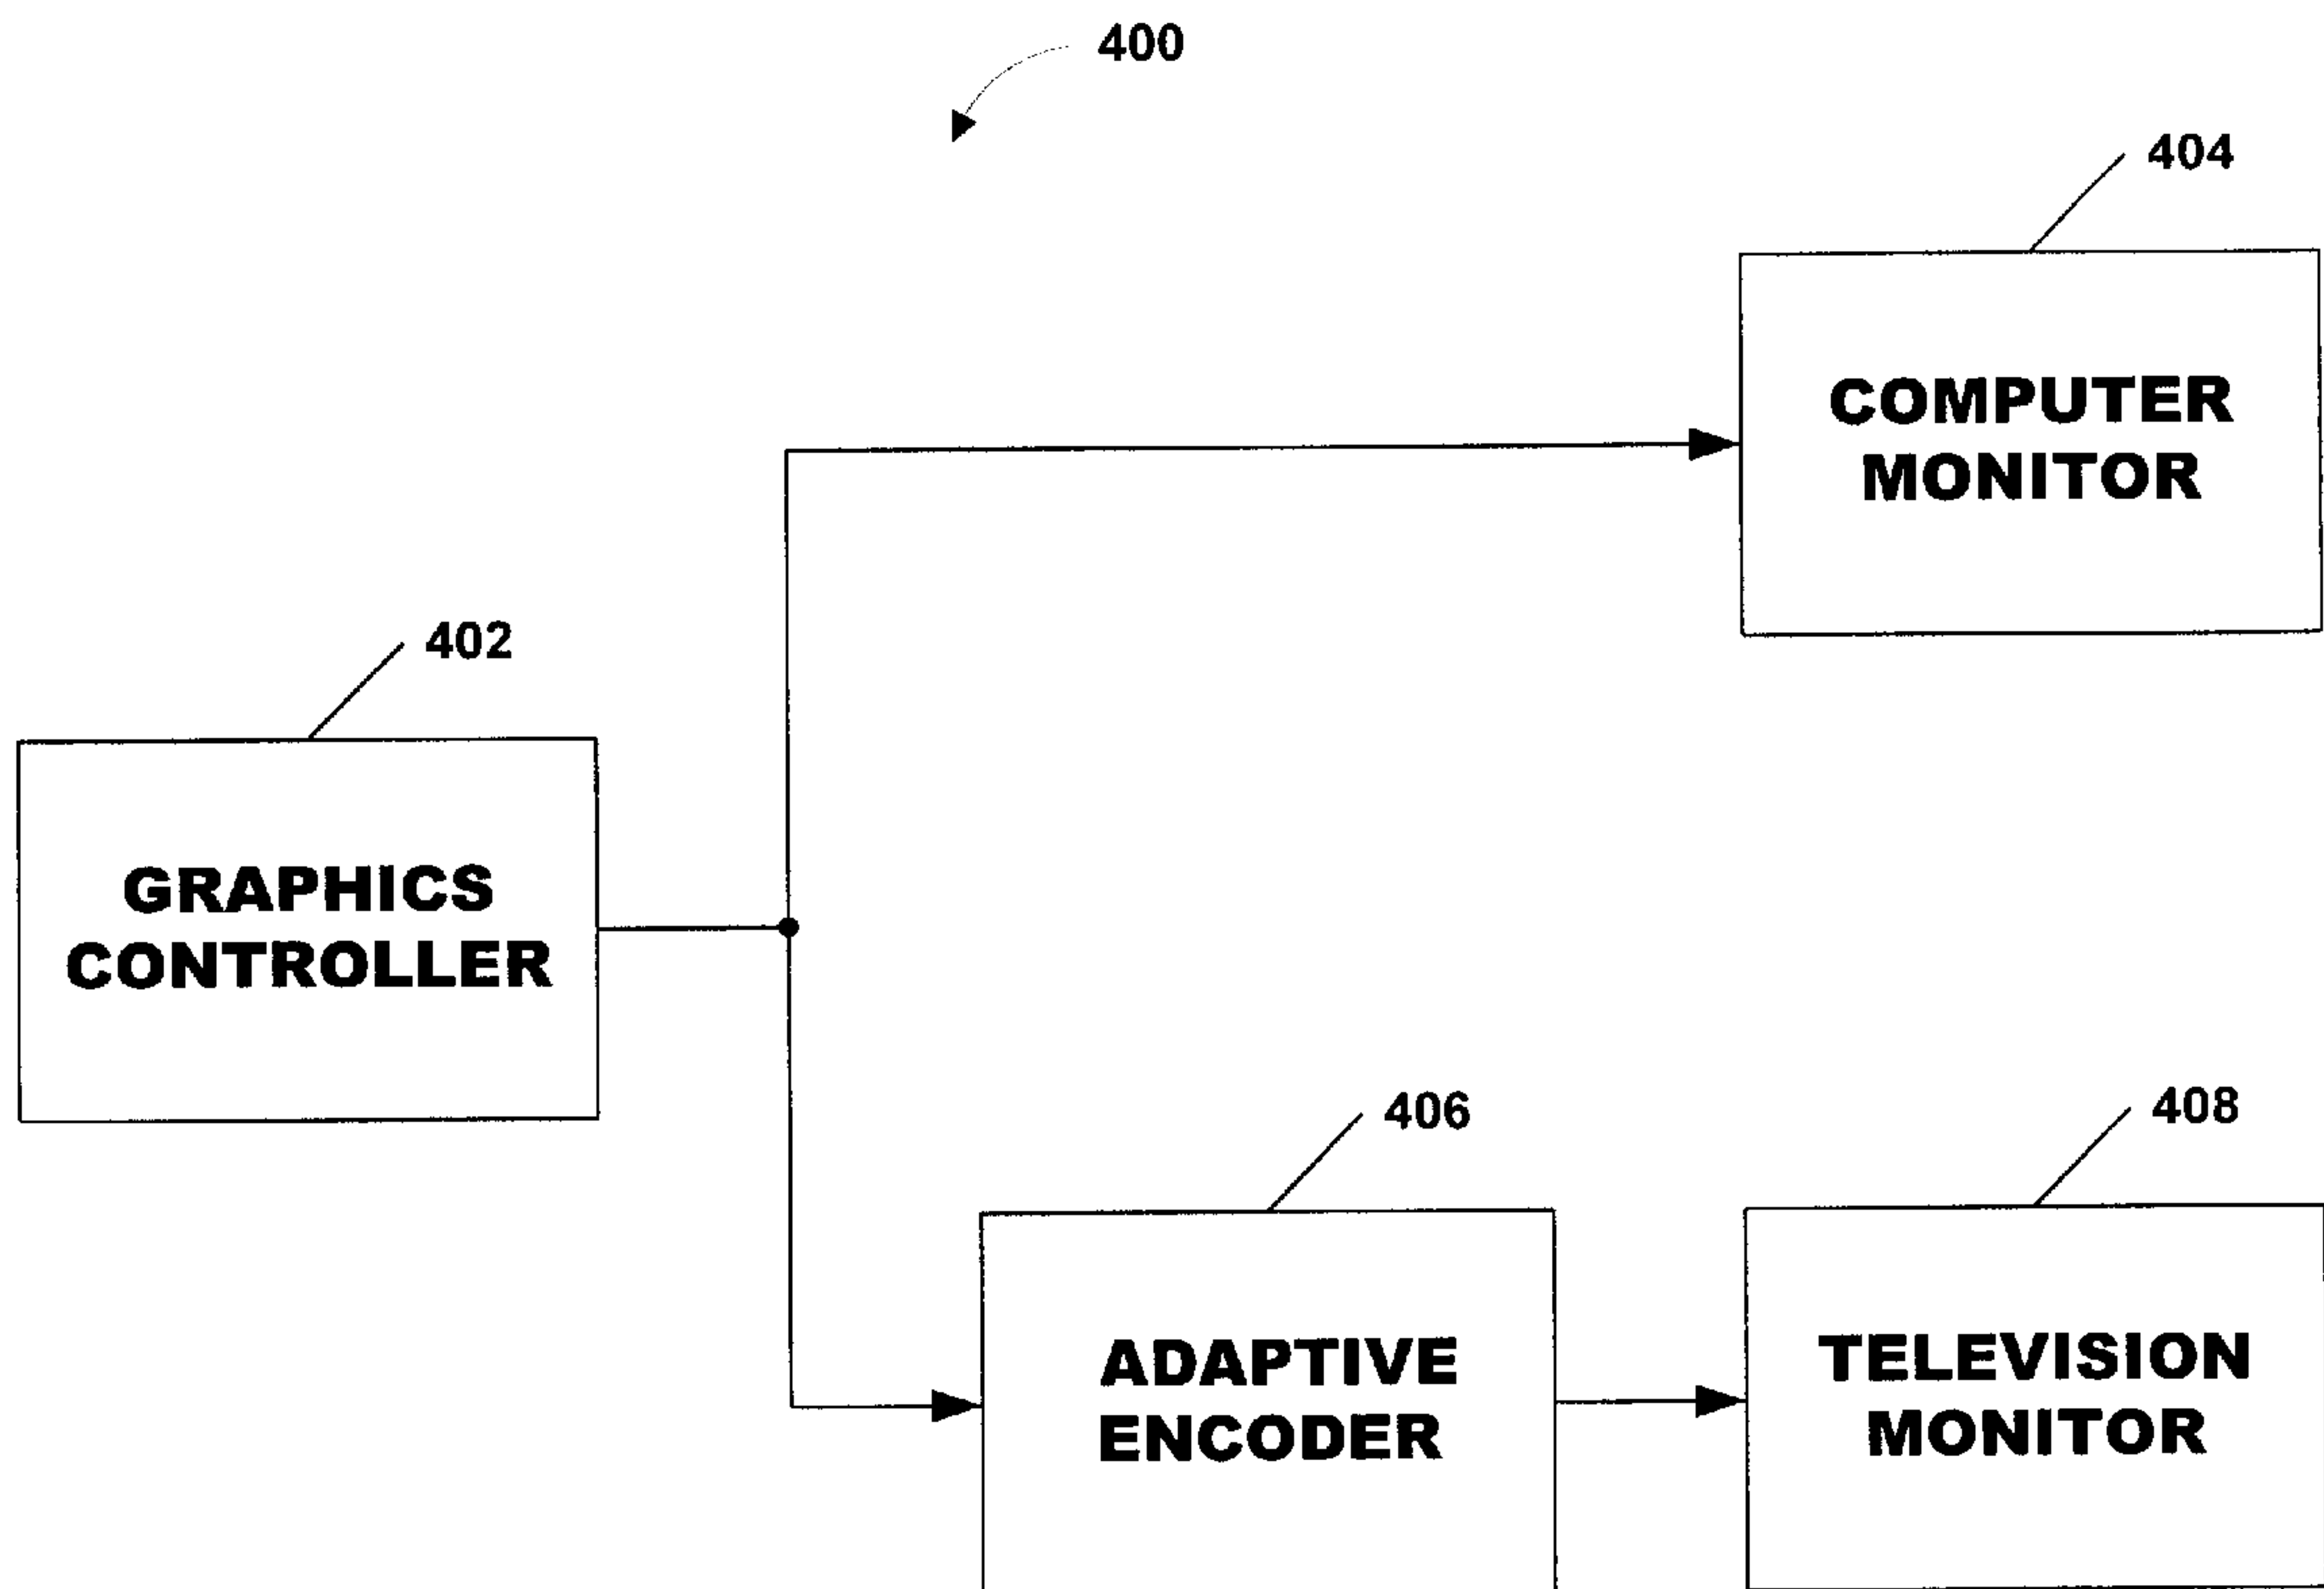 400
404
COMPUTER
MONITOR
402
GRAPHICS
CONTROLLER
406
408
ADAPTIVE
ENCODER
TELEVISION
MONITOR